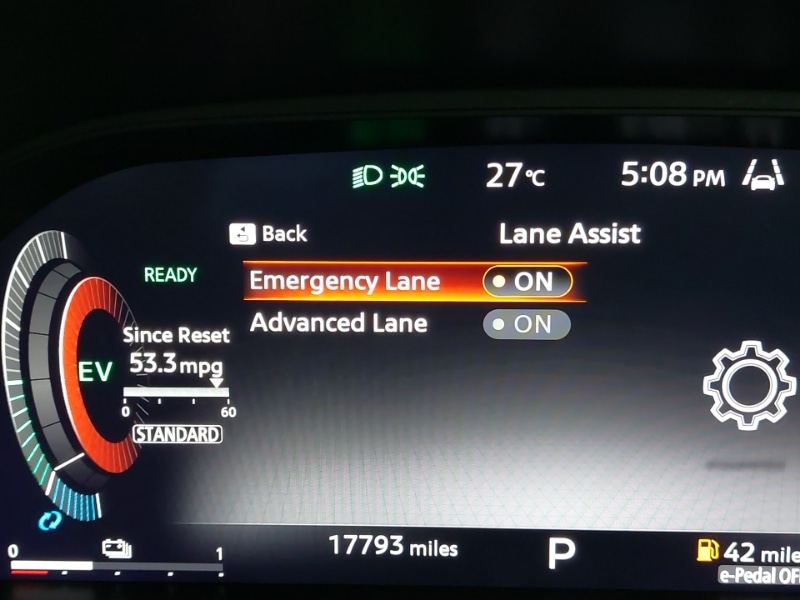 27°C
5:08 PM
Back
Lane Assist
READY
Emergency Lane ON
Advanced Lane ON
Since Reset
53.3 mpg
EV
0 60
STANDARD
0 1
17793 miles
P
42 mile
e-Pedal OF